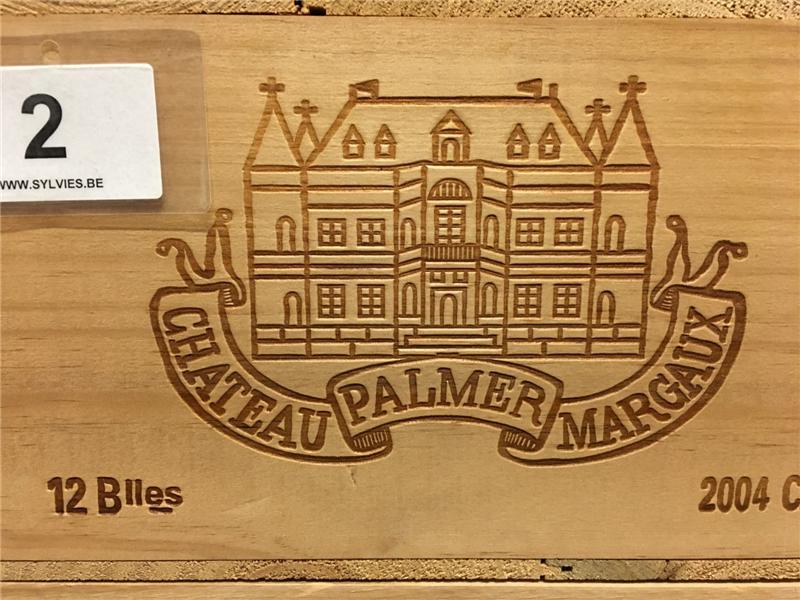 2
WWW.SYLVIES.BE
CHATEAU PALMER MARGAUX
12 Blles
2004 C